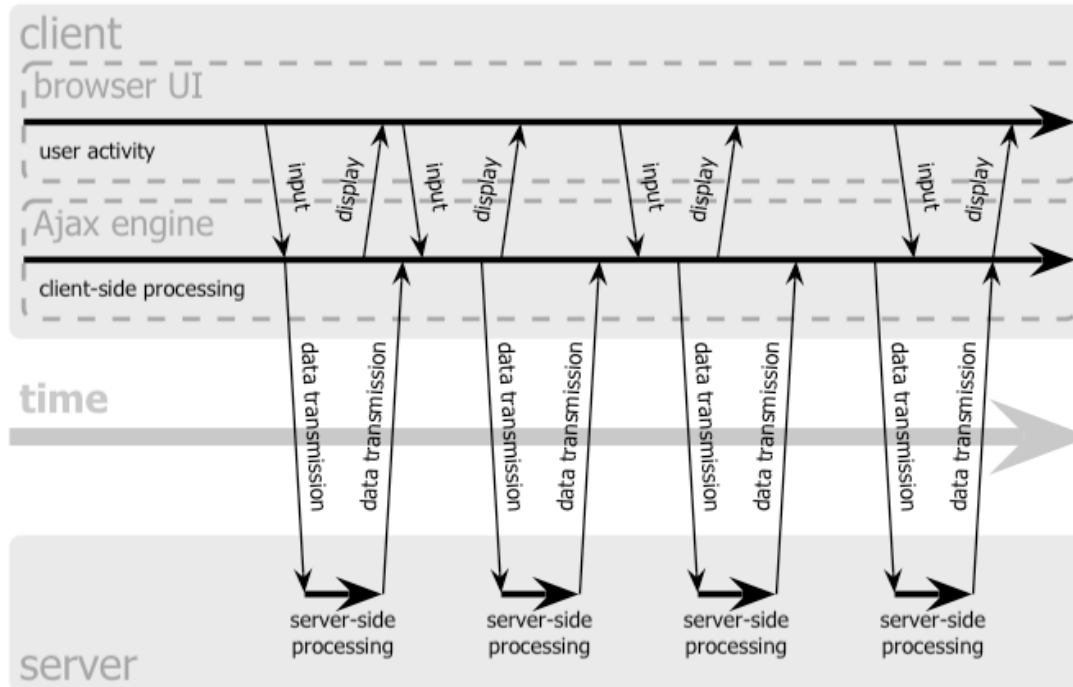 client
browser UI
user activity
input
display
input
display
input
display
input
display
Ajax engine
client-side processing
data transmission
data transmission
data transmission
data transmission
data transmission
data transmission
data transmission
data transmission
time
server-side
processing
server-side
processing
server-side
processing
server-side
processing
server